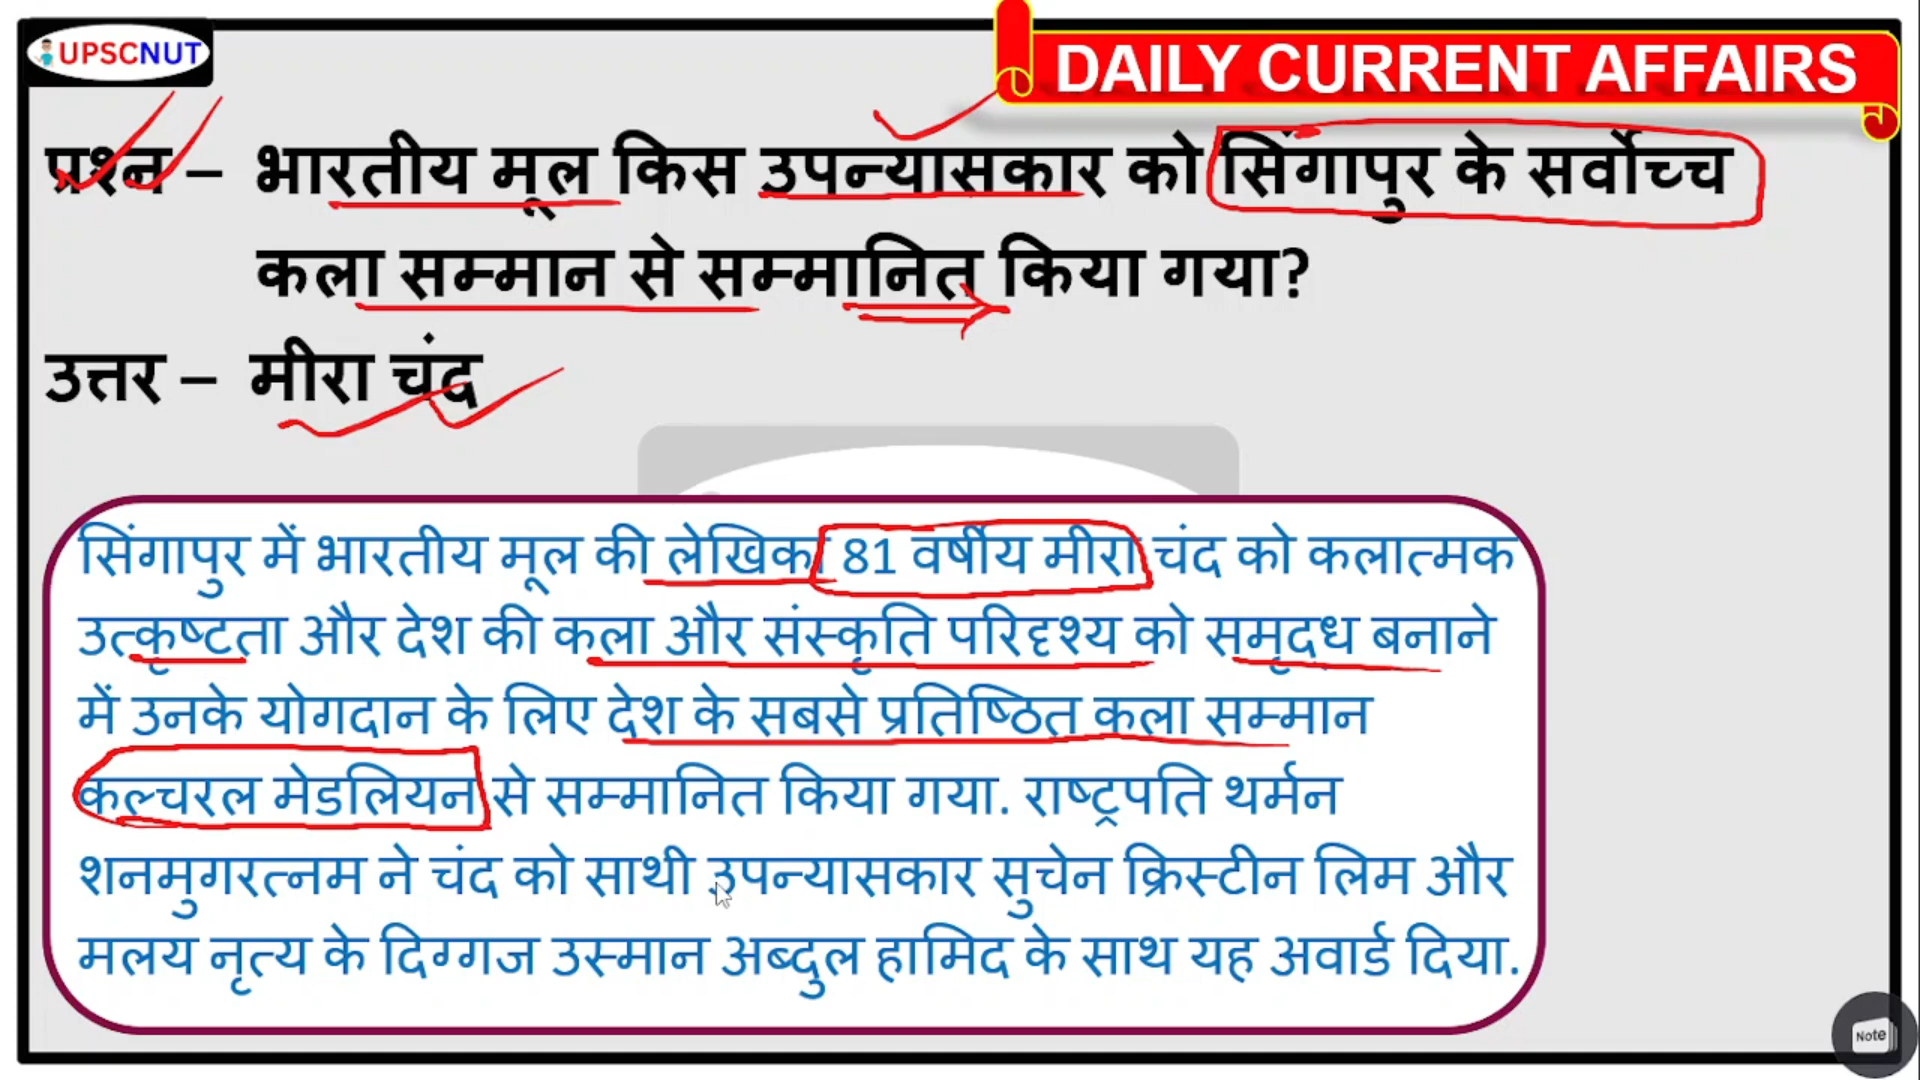 UPSCNUT
DAILY CURRENT AFFAIRS
प्रश्न – भारतीय मूल किस उपन्यासकार को सिंगापुर के सर्वोच्च
कला सम्मान से सम्मानित किया गया?
उत्तर – मीरा चंद
सिंगापुर में भारतीय मूल की लेखिका 81 वर्षीय मीरा चंद को कलात्मक
उत्कृष्टता और देश की कला और संस्कृति परिदृश्य को समृद्ध बनाने
में उनके योगदान के लिए देश के सबसे प्रतिष्ठित कला सम्मान
कल्चरल मेडलियन से सम्मानित किया गया. राष्ट्रपति थर्मन
शनमुगरत्नम ने चंद को साथी उपन्यासकार सुचेन क्रिस्टीन लिम और
मलय नृत्य के दिग्गज उस्मान अब्दुल हामिद के साथ यह अवार्ड दिया.
Note